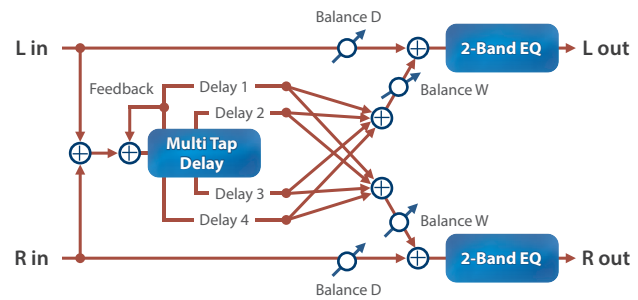 Balance D
L in
2-Band EQ
L out
Feedback
Delay 1
Balance W
Delay 2
Multi Tap
Delay
Delay 3
Delay 4
Balance W
R in
2-Band EQ
R out
Balance D